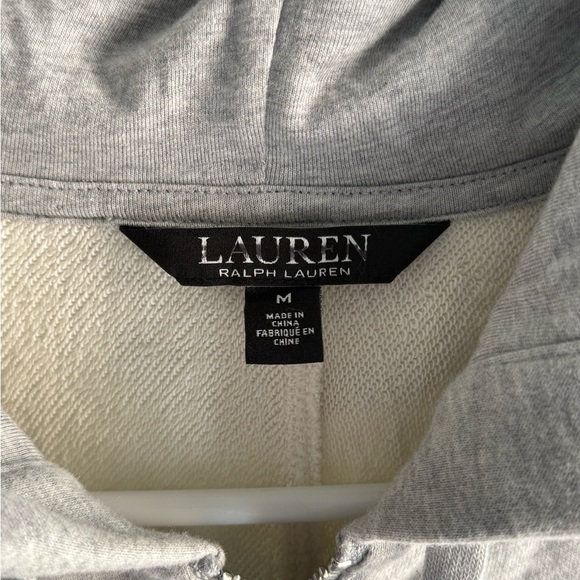 LAUREN
RALPH LAUREN
M
MADE IN
CHINA
FABRIQUÉ EN
CHINE